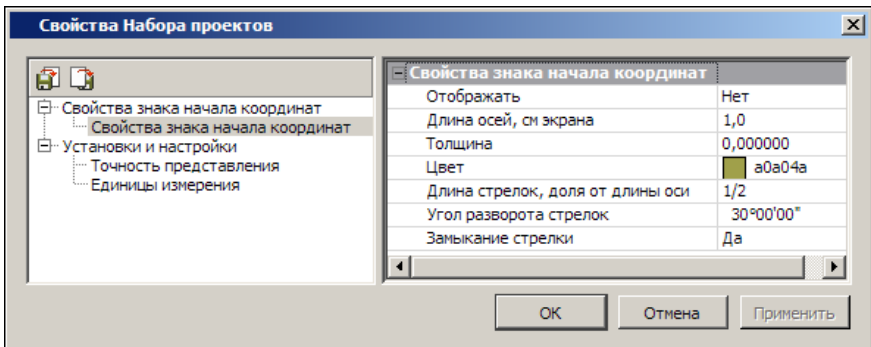 Свойства Набора проектов
Свойства знака начала координат
Свойства знака начала координат
Установки и настройки
Точность представления
Единицы измерения
Свойства знака начала координат
Отображать Нет
Длина осей, см экрана 1,0
Толщина 0,000000
Цвет a0a04a
Длина стрелок, доля от длины оси 1/2
Угол разворота стрелок 30°00'00"
Замыкание стрелки Да
OK Отмена Применить